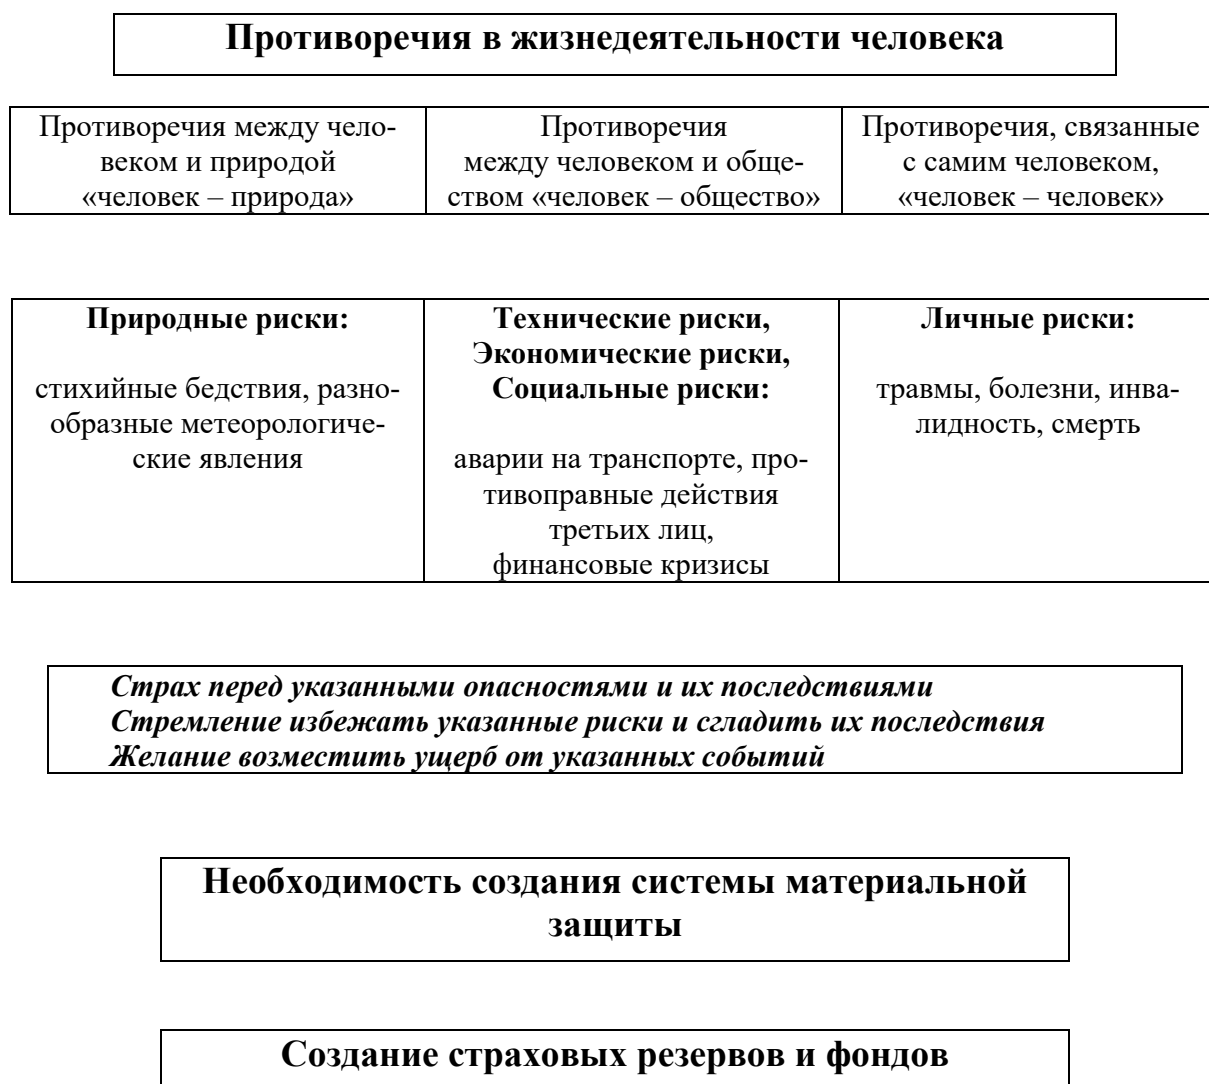 Противоречия в жизнедеятельности человека
Противоречия между чело-
веком и природой
«человек – природа»
Противоречия
между человеком и обще-
ством «человек – общество»
Противоречия, связанные
с самим человеком,
«человек – человек»
Природные риски:
стихийные бедствия, разно-
образные метеорологиче-
ские явления
Технические риски,
Экономические риски,
Социальные риски:
аварии на транспорте, про-
тивоправные действия
третьих лиц,
финансовые кризисы
Личные риски:
травмы, болезни, инва-
лидность, смерть
Страх перед указанными опасностями и их последствиями
Стремление избежать указанные риски и сгладить их последствия
Желание возместить ущерб от указанных событий
Необходимость создания системы материальной
защиты
Создание страховых резервов и фондов